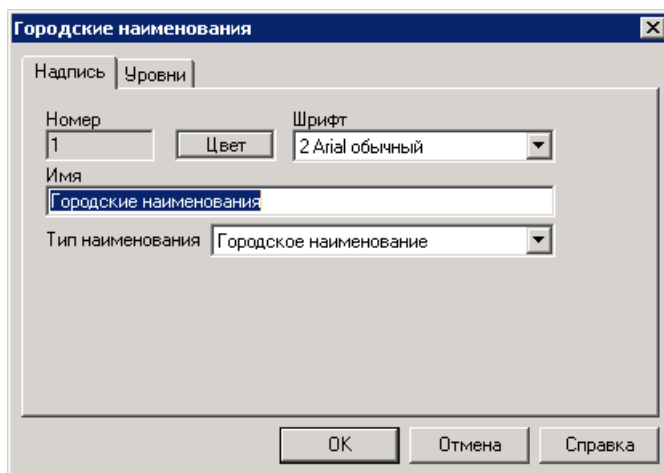 Городские наименования
Надпись Уровни
Номер Шрифт
1 Цвет 2 Arial обычный
Имя
Городские наименования
Тип наименования Городское наименование
OK Отмена Справка